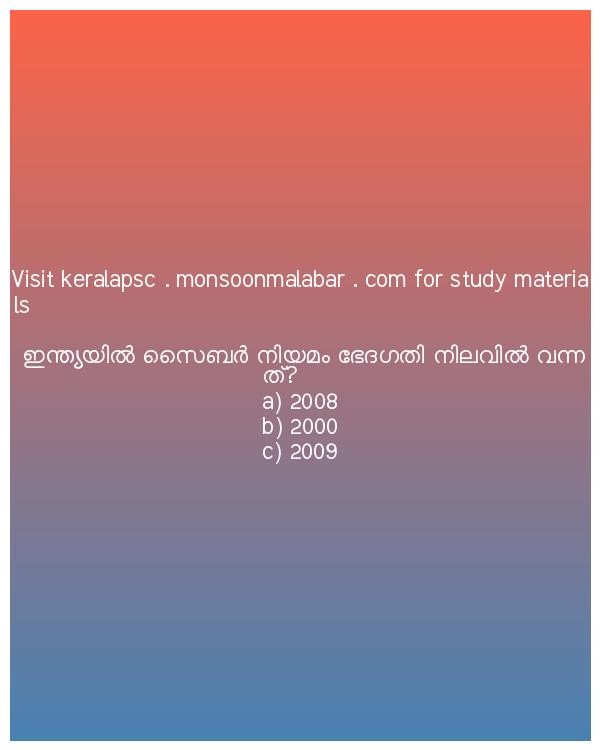 Visit keralapsc . monsoonmalabar . com for study materia
ls
ഇന്ത്യയിൽ സൈബർ നിയമം ഭേദഗതി നിലവിൽ വന്ന
ത്?
a) 2008
b) 2000
c) 2009